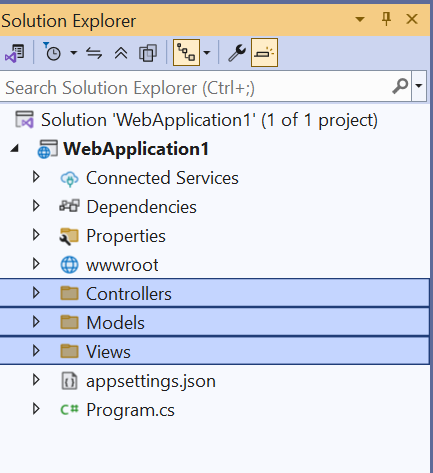 Solution Explorer
Search Solution Explorer (Ctrl+;)
Solution 'WebApplication1' (1 of 1 project)
WebApplication1
Connected Services
Dependencies
Properties
wwwroot
Controllers
Models
Views
appsettings.json
C# Program.cs